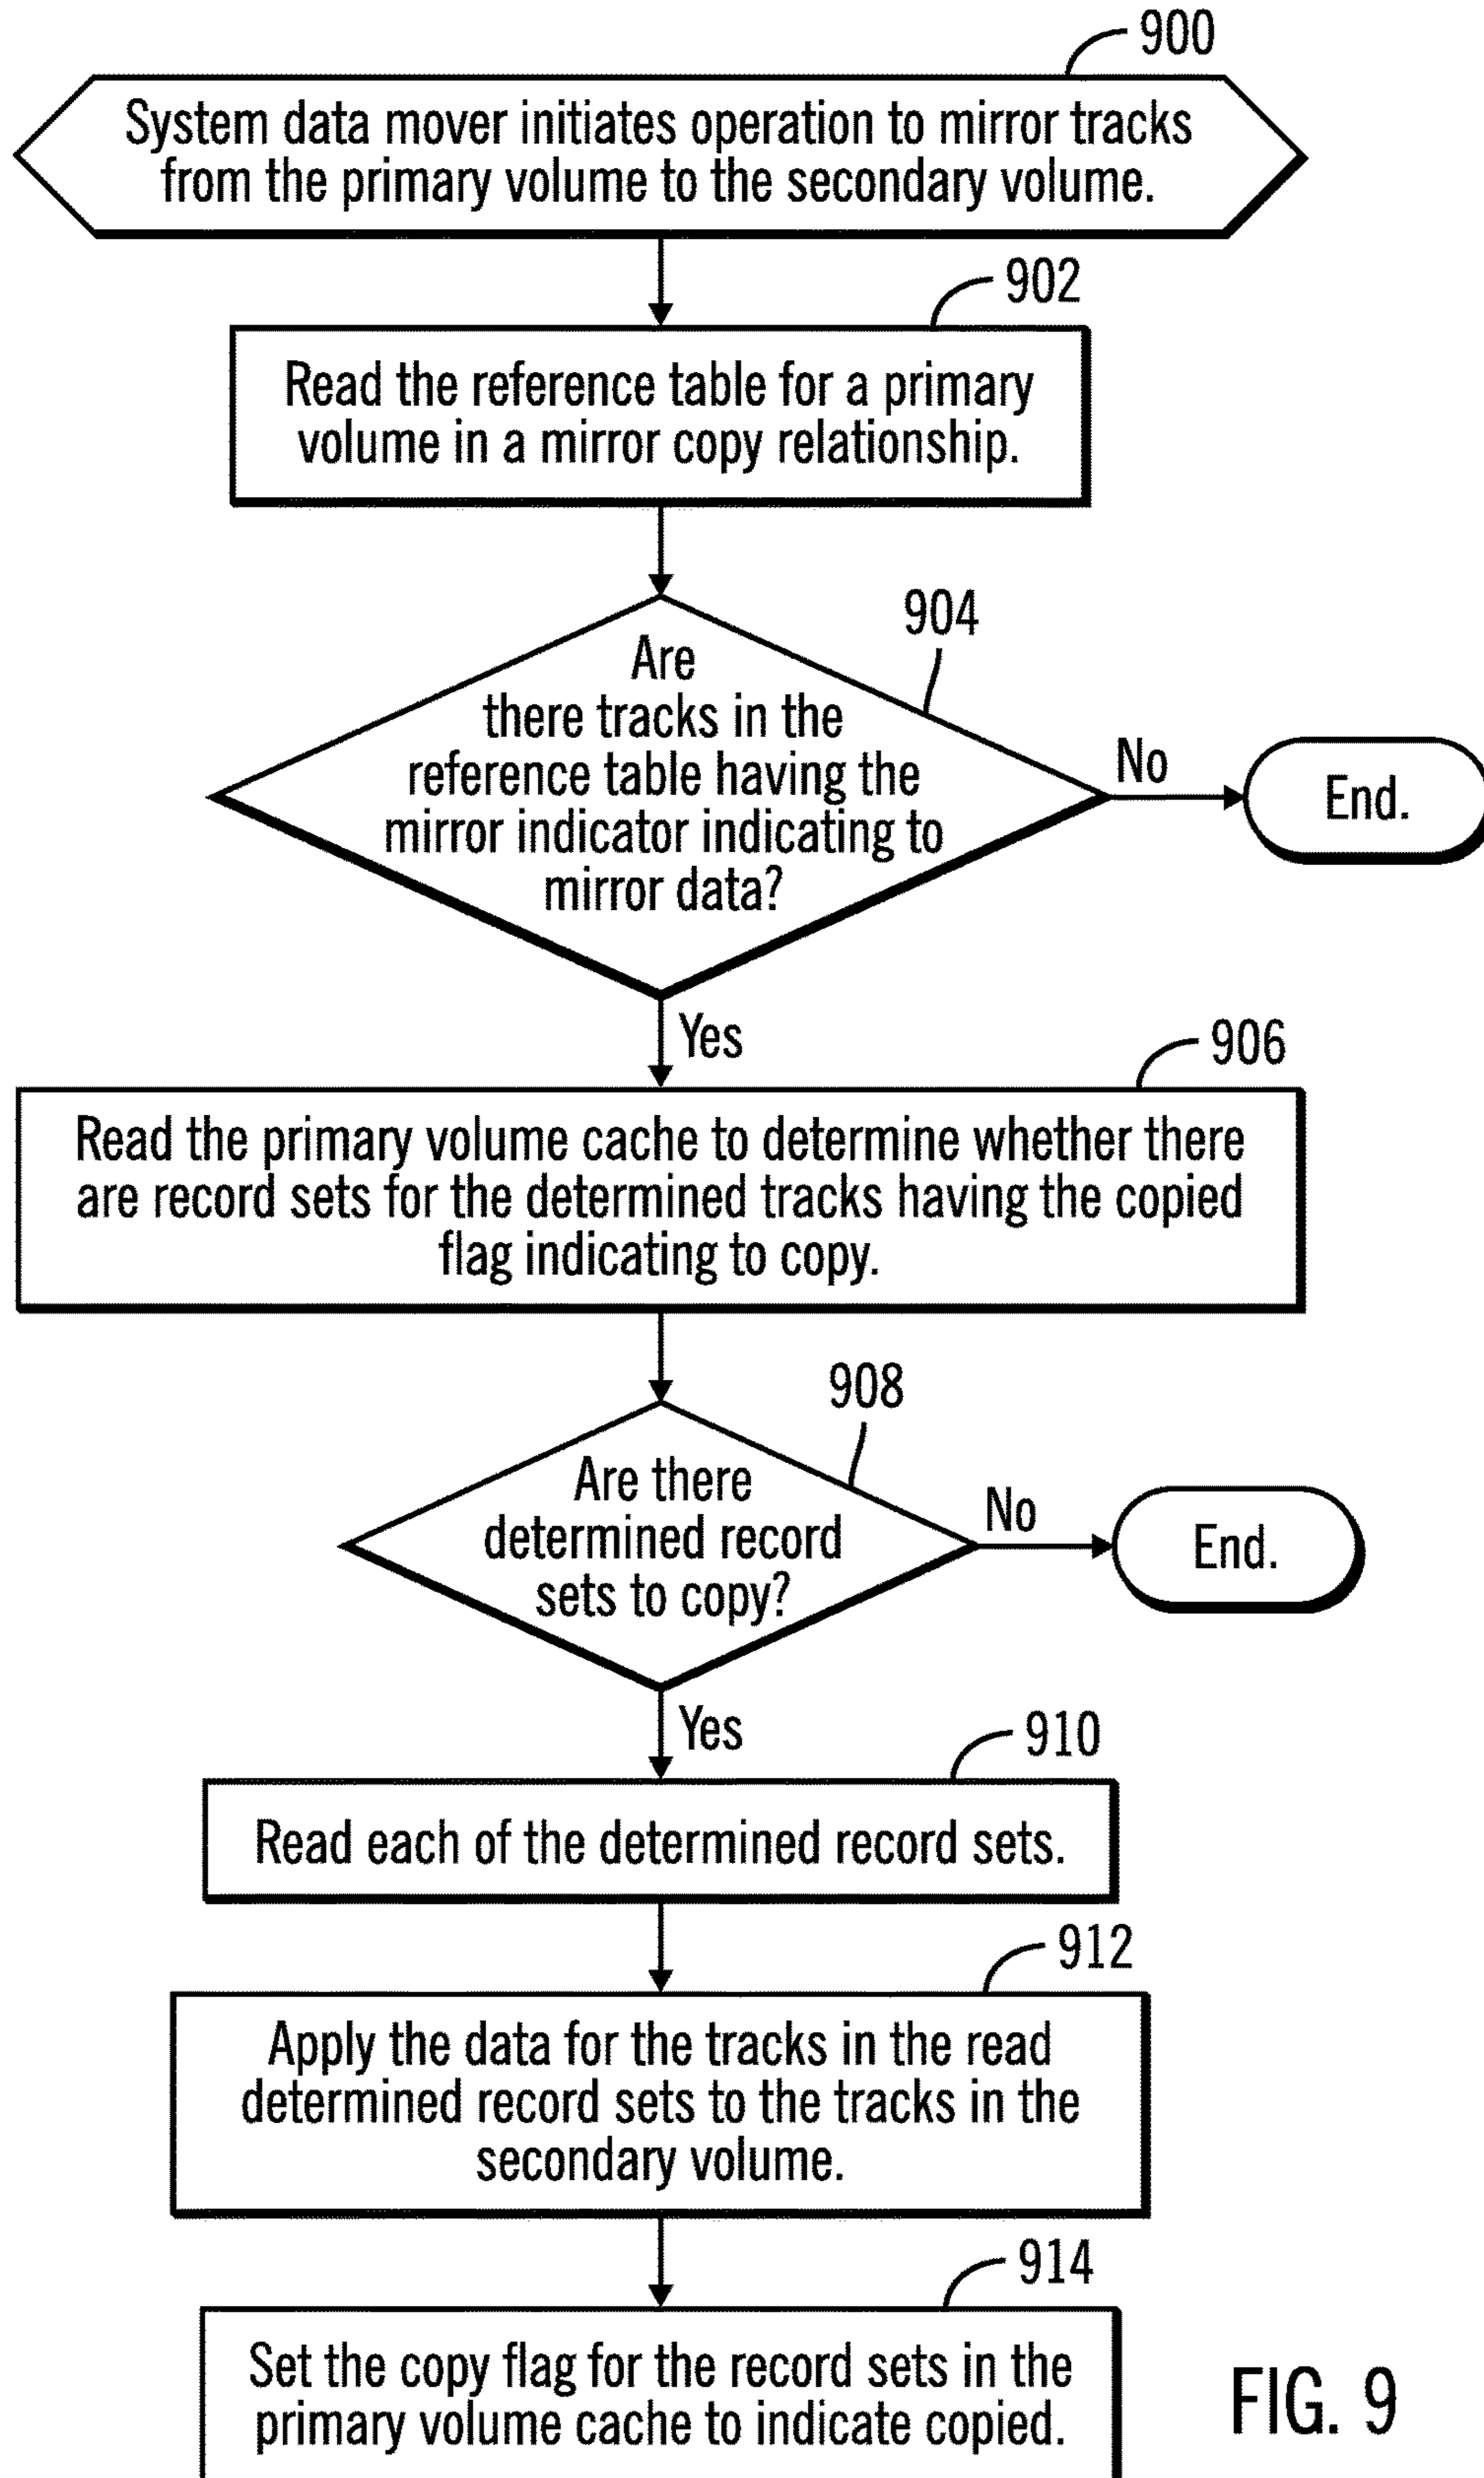 900
System data mover initiates operation to mirror tracks
from the primary volume to the secondary volume.
902
Read the reference table for a primary
volume in a mirror copy relationship.
904
Are
there tracks in the
reference table having the
mirror indicator indicating to
mirror data?
No
End.
Yes
906
Read the primary volume cache to determine whether there
are record sets for the determined tracks having the copied
flag indicating to copy.
908
Are there
determined record
sets to copy?
No
End.
Yes
910
Read each of the determined record sets.
912
Apply the data for the tracks in the read
determined record sets to the tracks in the
secondary volume.
914
Set the copy flag for the record sets in the
primary volume cache to indicate copied.
FIG. 9